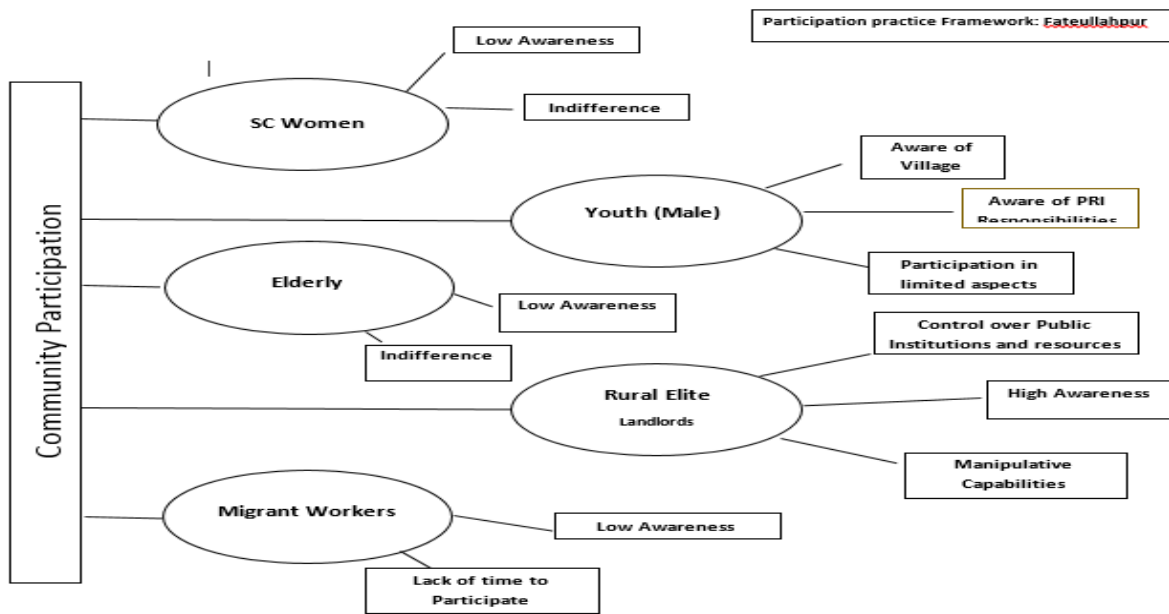 Participation practice Framework: Fateullahpur
Community Participation
Low Awareness
SC Women
Indifference
Aware of
Village
Youth (Male)
Aware of PRI
Responsibilities
Participation in
limited aspects
Elderly
Low Awareness
Indifference
Control over Public
Institutions and resources
Rural Elite
Landlords
High Awareness
Manipulative
Capabilities
Migrant Workers
Low Awareness
Lack of time to
Participate